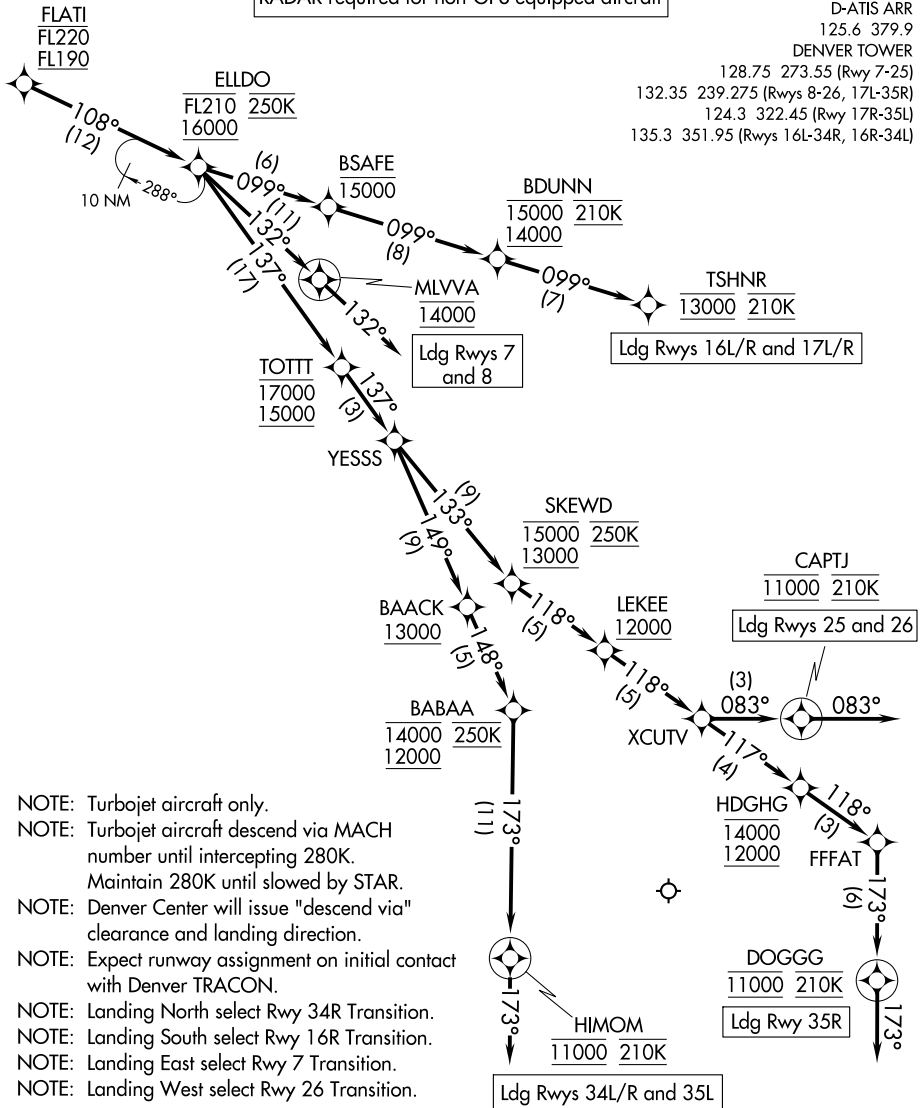 RADAR required for non-GPS equipped aircraft
D-ATIS ARR
125.6 379.9
DENVER TOWER
128.75 273.55 (Rwy 7-25)
132.35 239.275 (Rwys 8-26, 17L-35R)
124.3 322.45 (Rwy 17R-35L)
135.3 351.95 (Rwys 16L-34R, 16R-34L)
FLATI
FL220
FL190
108°
(12)
ELLDO
FL210 250K
16000
10 NM
288°
(6)
099°
BSAFE
15000
099°
(8)
BDUNN
15000 210K
14000
099°
(7)
TSHNR
13000 210K
Ldg Rwys 16L/R and 17L/R
(11)
132°
MLVVA
14000
132°
Ldg Rwys 7
and 8
137°
(17)
TOTTT
17000
15000
137°
(3)
YESSS
(9)
133°
149°
(9)
SKEWD
15000 250K
13000
118°
(5)
LEKEE
12000
118°
(5)
CAPTJ
11000 210K
Ldg Rwys 25 and 26
(3)
083°
083°
XCUTV
117°
(4)
HDGHG
14000
12000
118°
(3)
FFFAT
173°
(6)
DOGGG
11000 210K
Ldg Rwy 35R
173°
BAACK
13000
148°
(5)
BABAA
14000 250K
12000
173°
(11)
HIMOM
11000 210K
173°
Ldg Rwys 34L/R and 35L
NOTE: Turbojet aircraft only.
NOTE: Turbojet aircraft descend via MACH
number until intercepting 280K.
Maintain 280K until slowed by STAR.
NOTE: Denver Center will issue "descend via"
clearance and landing direction.
NOTE: Expect runway assignment on initial contact
with Denver TRACON.
NOTE: Landing North select Rwy 34R Transition.
NOTE: Landing South select Rwy 16R Transition.
NOTE: Landing East select Rwy 7 Transition.
NOTE: Landing West select Rwy 26 Transition.